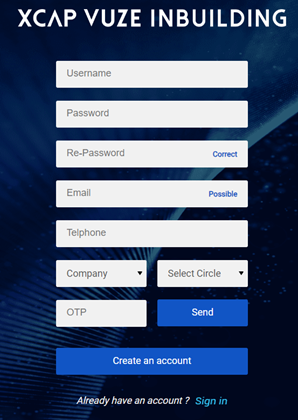 XCAP VUZE INBUILDING
Username
Password
Re-Password Correct
Email Possible
Telphone
Company Select Circle
OTP Send
Create an account
Already have an account ? Sign in